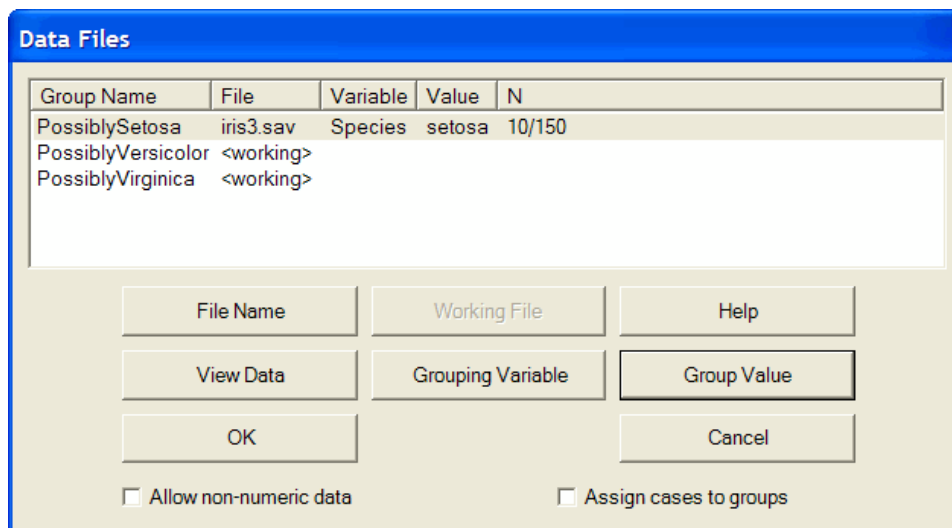 Data Files
Group Name File Variable Value N
PossiblySetosa iris3.sav Species setosa 10/150
PossiblyVersicolor <working>
PossiblyVirginica <working>
File Name Working File Help
View Data Grouping Variable Group Value
OK Cancel
Allow non-numeric data Assign cases to groups